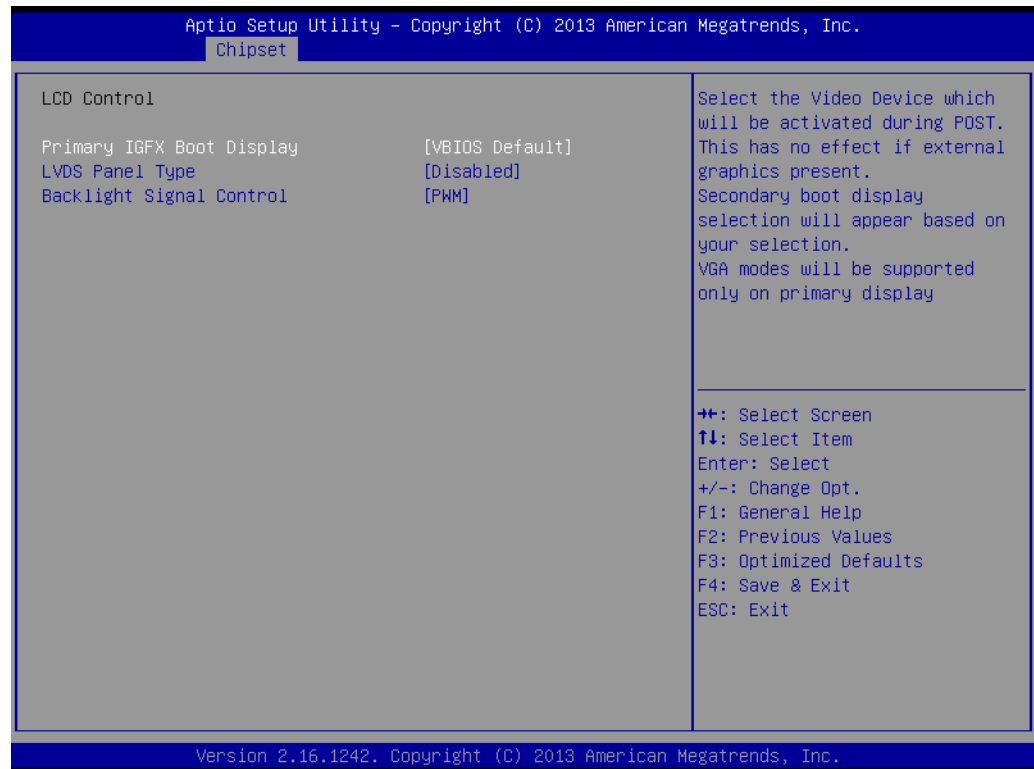 Aptio Setup Utility – Copyright (C) 2013 American Megatrends, Inc.
Chipset
LCD Control
Primary IGFX Boot Display [VBIOS Default]
LVDS Panel Type [Disabled]
Backlight Signal Control [PWM]
Select the Video Device which
will be activated during POST.
This has no effect if external
graphics present.
Secondary boot display
selection will appear based on
your selection.
VGA modes will be supported
only on primary display
→←: Select Screen
↑↓: Select Item
Enter: Select
+/-: Change Opt.
F1: General Help
F2: Previous Values
F3: Optimized Defaults
F4: Save & Exit
ESC: Exit
Version 2.16.1242. Copyright (C) 2013 American Megatrends, Inc.